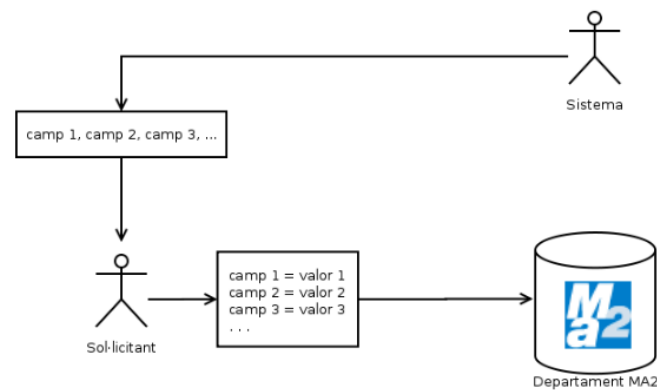 Sistema
camp 1, camp 2, camp 3, ...
camp 1 = valor 1
camp 2 = valor 2
camp 3 = valor 3
. . .
Sol·licitant
Ma2
Departament MA2